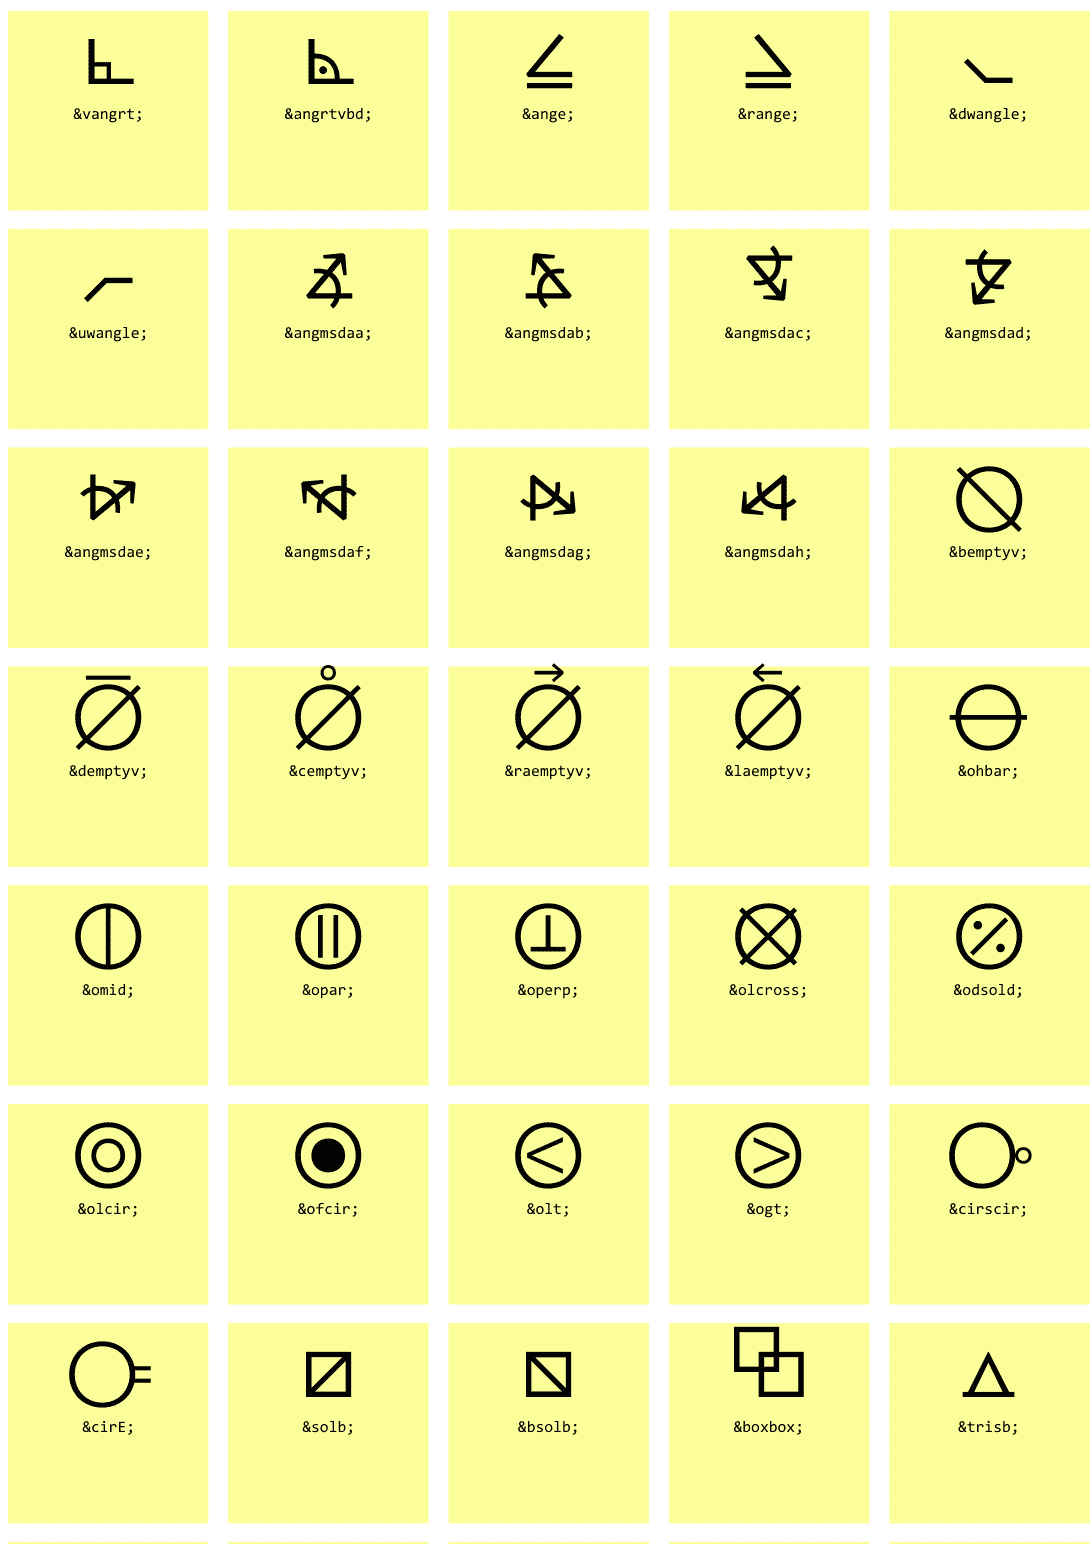 ⦜
&vangrt;
⦝
&angrtvbd;
⦤
&ange;
⦥
&range;
⦦
&dwangle;
⦧
&uwangle;
⦨
&angmsdaa;
⦩
&angmsdab;
⦪
&angmsdac;
⦫
&angmsdad;
⦬
&angmsdae;
⦭
&angmsdaf;
⦮
&angmsdag;
⦯
&angmsdah;
⦰
&bemptyv;
⦱
&demptyv;
⦲
&cemptyv;
⦳
&raemptyv;
⦴
&laemptyv;
⦵
&ohbar;
⦶
&omid;
⦷
&opar;
⦹
&operp;
⦻
&olcross;
⦼
&odsold;
⦾
&olcir;
⦿
&ofcir;
⧀
&olt;
⧁
&ogt;
⧂
&cirscir;
⧃
&cirE;
⧄
&solb;
⧅
&bsolb;
⧉
&boxbox;
⧍
&trisb;